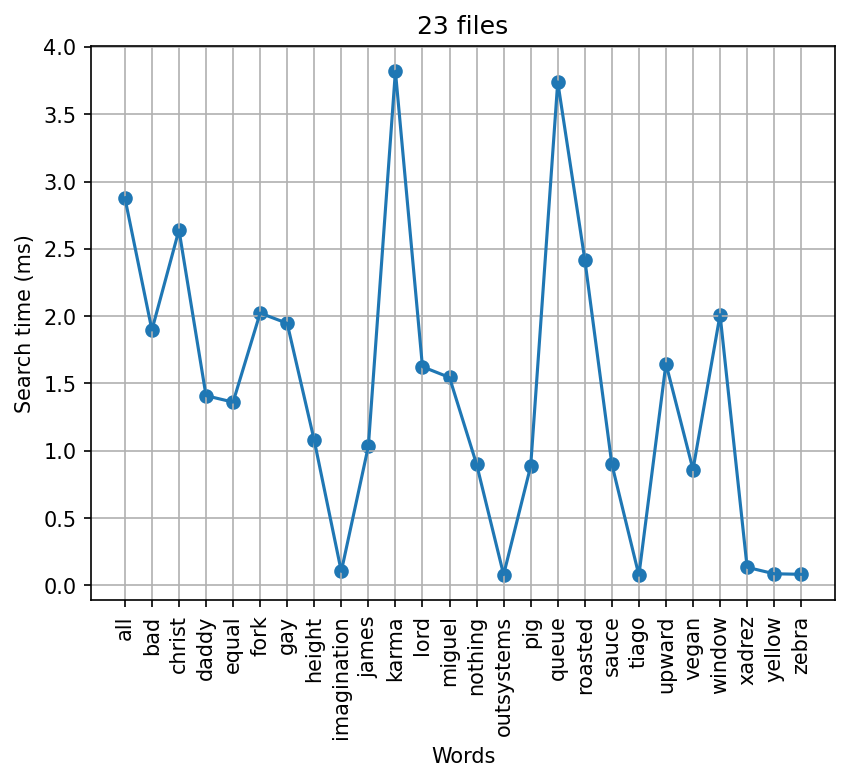 23 files
Search time (ms)
4.0
3.5
3.0
2.5
2.0
1.5
1.0
0.5
0.0
all
bad
christ
daddy
equal
fork
gay
height
imagination
james
karma
lord
miguel
nothing
outsystems
pig
queue
roasted
sauce
tiago
upward
vegan
window
xadrez
yellow
zebra
Words